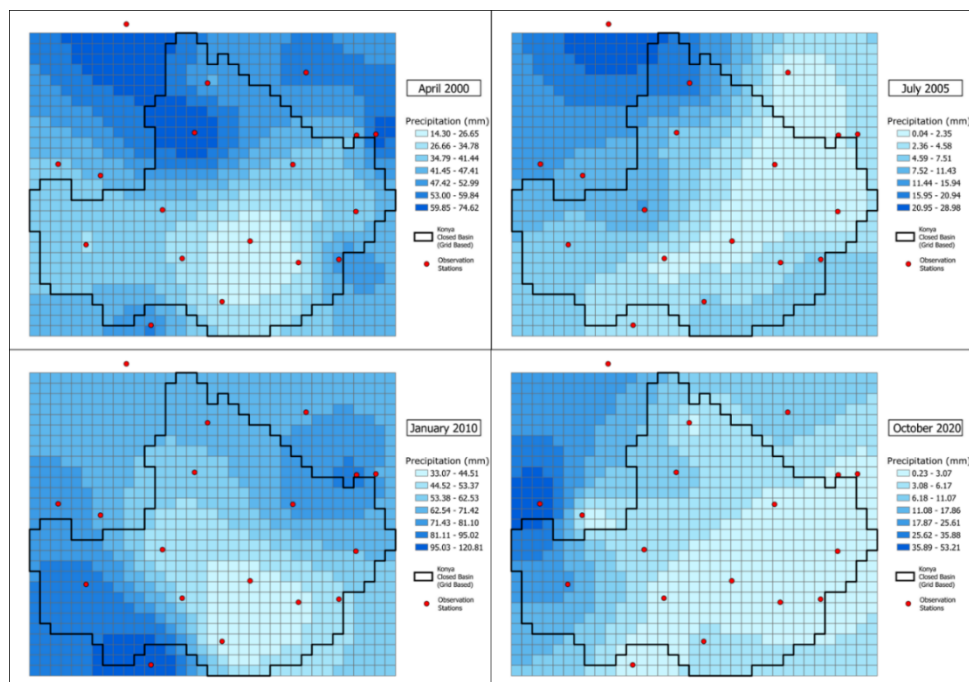 April 2000
Precipitation (mm)
14.30 - 26.65
26.66 - 34.78
34.79 - 41.44
41.45 - 47.41
47.42 - 52.99
53.00 - 59.84
59.85 - 74.62
Konya
Closed Basin
(Grid Based)
Observation
Stations
July 2005
Precipitation (mm)
0.04 - 2.35
2.36 - 4.58
4.59 - 7.51
7.52 - 11.43
11.44 - 15.94
15.95 - 20.94
20.95 - 28.98
Konya
Closed Basin
(Grid Based)
Observation
Stations
January 2010
Precipitation (mm)
33.07 - 44.51
44.52 - 53.37
53.38 - 62.53
62.54 - 71.42
71.43 - 81.10
81.11 - 95.02
95.03 - 120.81
Konya
Closed Basin
(Grid Based)
Observation
Stations
October 2020
Precipitation (mm)
0.23 - 3.07
3.08 - 6.17
6.18 - 11.07
11.08 - 17.86
17.87 - 25.61
25.62 - 35.88
35.89 - 53.21
Konya
Closed Basin
(Grid Based)
Observation
Stations